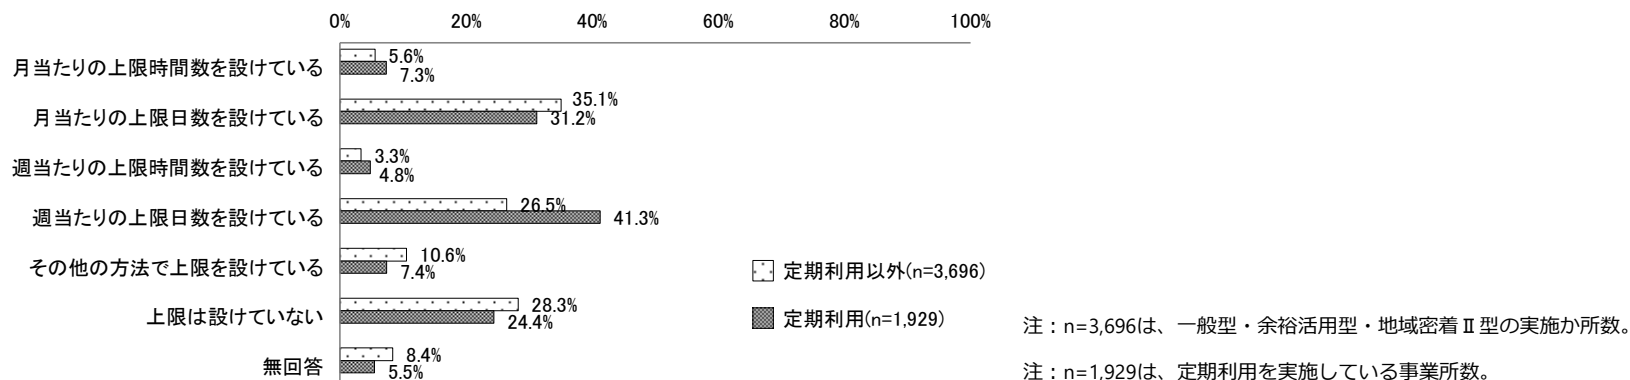 0% 20% 40% 60% 80% 100%
月当たりの上限時間数を設けている 5.6%
7.3%
月当たりの上限日数を設けている 35.1%
31.2%
週当たりの上限時間数を設けている 3.3%
4.8%
週当たりの上限日数を設けている 26.5%
41.3%
その他の方法で上限を設けている 10.6%
7.4%
上限は設けていない 28.3%
24.4%
無回答 8.4%
5.5%
定期利用以外(n=3,696)
定期利用(n=1,929)
注：n=3,696は、一般型・余裕活用型・地域密着Ⅱ型の実施か所数。
注：n=1,929は、定期利用を実施している事業所数。